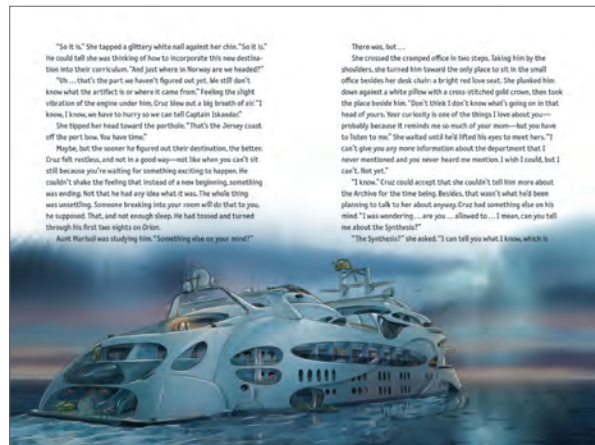 "So it is." She tapped a glittery white nail against her chin. "So it is."
He could tell she was thinking of how to incorporate this new destina-
tion into their curriculum. "And just where in Norway are we headed?"
"Uh . . . that's the part we haven't figured out yet. We still don't
know what the artifact is or where it came from." Feeling the slight
vibration of the engine under him, Cruz blew out a big breath of air. "I
know, I know, we have to hurry so we can tell Captain Iskandar."
She tipped her head toward the porthole. "That's the Jersey coast
off the port bow. You have time."
Maybe, but the sooner he figured out their destination, the better.
Cruz felt restless, and not in a good way—not like when you can't sit
still because you're waiting for something exciting to happen. He
couldn't shake the feeling that instead of a new beginning, something
was ending. Not that he had any idea what it was. The whole thing
was unsettling. Someone breaking into your room will do that to you,
he supposed. That, and not enough sleep. He had tossed and turned
through his first two nights on Orion.
Aunt Marisol was studying him. "Something else on your mind?"
There was, but . . .
She crossed the cramped office in two steps. Taking him by the
shoulders, she turned him toward the only place to sit in the small
office besides her desk chair: a bright red love seat. She plunked him
down against a white pillow with a cross-stitched gold crown, then took
the place beside him. "Don't think I don't know what's going on in that
head of yours. Your curiosity is one of the things I love about you—
probably because it reminds me so much of your mom—but you have
to listen to me." She waited until he'd lifted his eyes to meet hers. "I
can't give you any more information about the department that I
never mentioned and you never heard me mention. I wish I could, but I
can't. Not yet."
"I know." Cruz could accept that she couldn't tell him more about
the Archive for the time being. Besides, that wasn't what he'd been
planning to talk to her about anyway. Cruz had something else on his
mind. "I was wondering . . . are you . . . allowed to . . . I mean, can you tell
me about the Synthesis?"
"The Synthesis?" she asked. "I can tell you what I know, which is